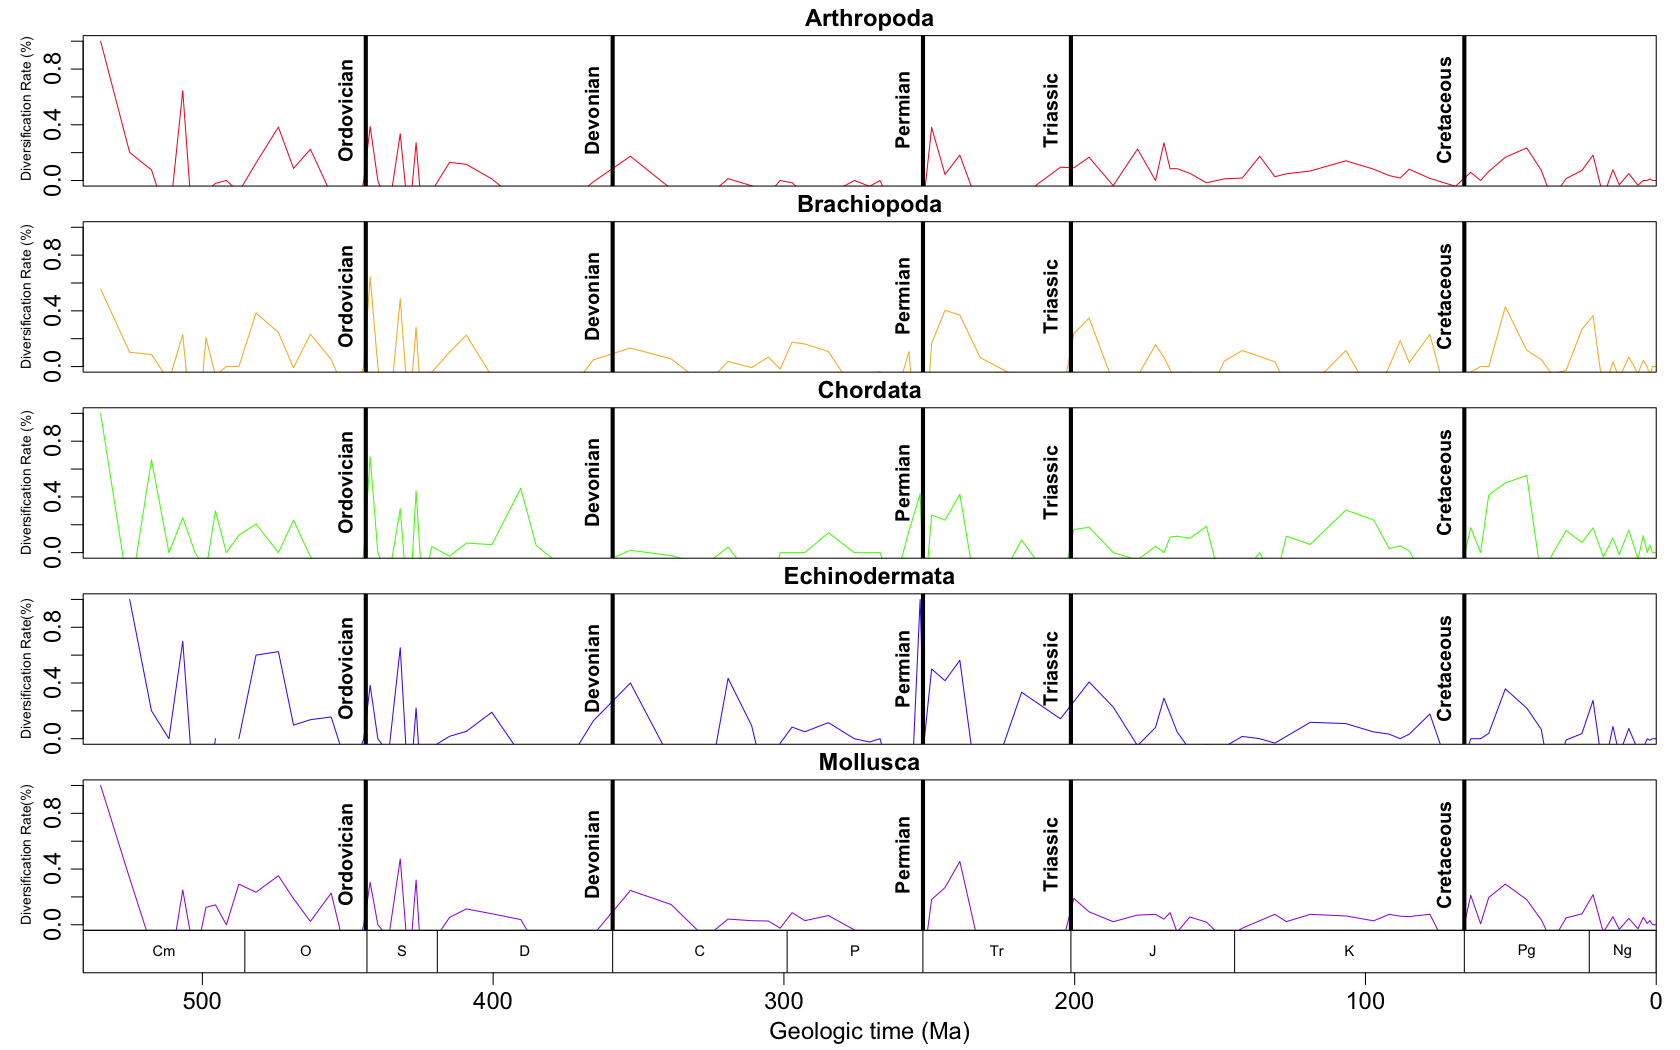 Arthropoda
Diversification Rate (%)
0.0 0.4 0.8
Ordovician Devonian Permian Triassic Cretaceous
Brachiopoda
Diversification Rate (%)
0.0 0.4 0.8
Ordovician Devonian Permian Triassic Cretaceous
Chordata
Diversification Rate (%)
0.0 0.4 0.8
Ordovician Devonian Permian Triassic Cretaceous
Echinodermata
Diversification Rate(%)
0.0 0.4 0.8
Ordovician Devonian Permian Triassic Cretaceous
Mollusca
Diversification Rate(%)
0.0 0.4 0.8
Ordovician Devonian Permian Triassic Cretaceous
Cm O S D C P Tr J K Pg Ng
500 400 300 200 100 0
Geologic time (Ma)